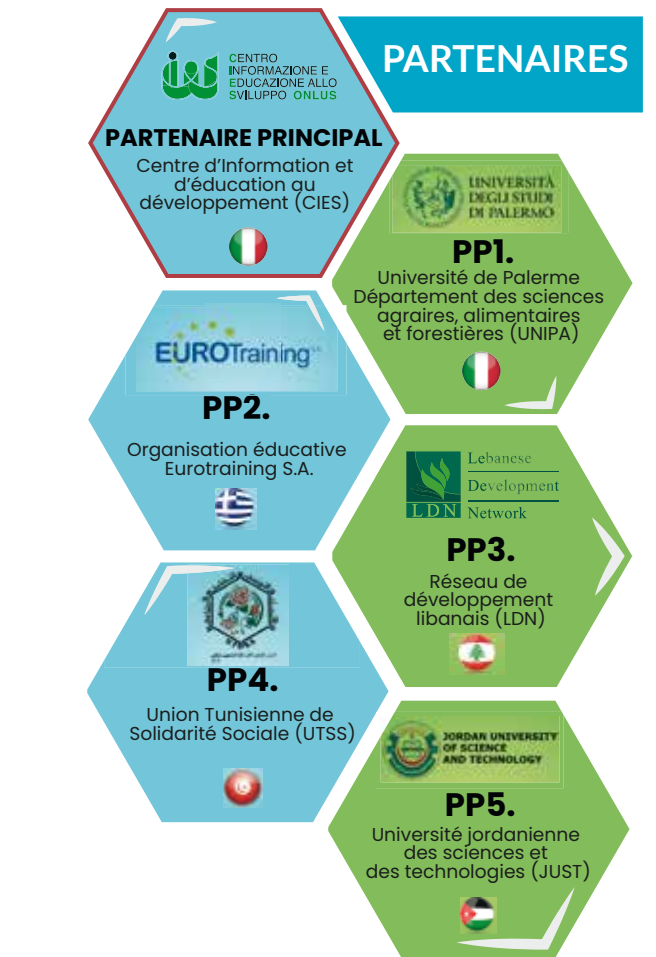 PARTENAIRES
CENTRO
INFORMAZIONE E
EDUCAZIONE ALLO
SVILUPPO ONLUS
PARTENAIRE PRINCIPAL
Centre d'Information et
d'éducation au
développement (CIES)
UNIVERSITÀ
DEGLI STUDI
DI PALERMO
PP1.
Université de Palerme
Département des sciences
agraires, alimentaires
et forestières (UNIPA)
EUROTraining
PP2.
Organisation éducative
Eurotraining S.A.
Lebanese
Development
LDN Network
PP3.
Réseau de
développement
libanais (LDN)
PP4.
Union Tunisienne de
Solidarité Sociale (UTSS)
JORDAN UNIVERSITY
OF SCIENCE
AND TECHNOLOGY
PP5.
Université jordanienne
des sciences et
des technologies (JUST)